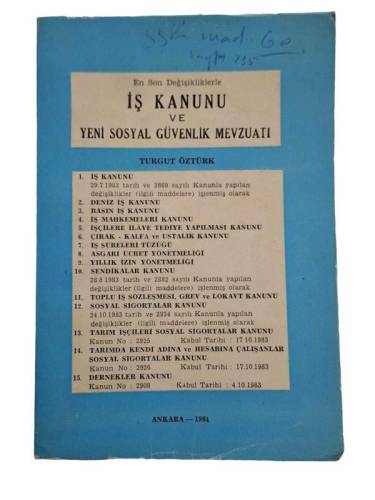 SSK mad. 60
sayfa 235
En Son Değişikliklerle
İŞ KANUNU
VE
YENİ SOSYAL GÜVENLİK MEVZUATI
TURGUT ÖZTÜRK
1. İŞ KANUNU
29.7.1983 tarih ve 2869 sayılı Kanunla yapılan
değişiklikler (ilgili maddelere) işlenmiş olarak
2. DENİZ İŞ KANUNU
3. BASIN İŞ KANUNU
4. İŞ MAHKEMELERİ KANUNU
5. İŞÇİLERE İLÂVE TEDİYE YAPILMASI KANUNU
6. ÇIRAK - KALFA ve USTALIK KANUNU
7. İŞ SÜRELERİ TÜZÜĞÜ
8. ASGARİ ÜCRET YÖNETMELİĞİ
9. YILLIK İZİN YÖNETMELİĞİ
10. SENDİKALAR KANUNU
26.8.1983 tarih ve 2882 sayılı Kanunla yapılan
değişiklikler (ilgili maddelere) işlenmiş olarak
11. TOPLU İŞ SÖZLEŞMESİ, GREV ve LOKAVT KANUNU
12. SOSYAL SİGORTALAR KANUNU
24.10.1983 tarih ve 2934 sayılı Kanunla yapılan
değişiklikler (ilgili maddelere) işlenmiş olarak
13. TARIM İŞÇİLERİ SOSYAL SİGORTALAR KANUNU
Kanun No : 2925 Kabul Tarihi : 17.10.1983
14. TARIMDA KENDİ ADINA ve HESABINA ÇALIŞANLAR
SOSYAL SİGORTALAR KANUNU
Kanun No : 2926 Kabul Tarihi : 17.10.1983
15. DERNEKLER KANUNU
Kanun No : 2908 Kabul Tarihi : 4.10.1983
ANKARA — 1984